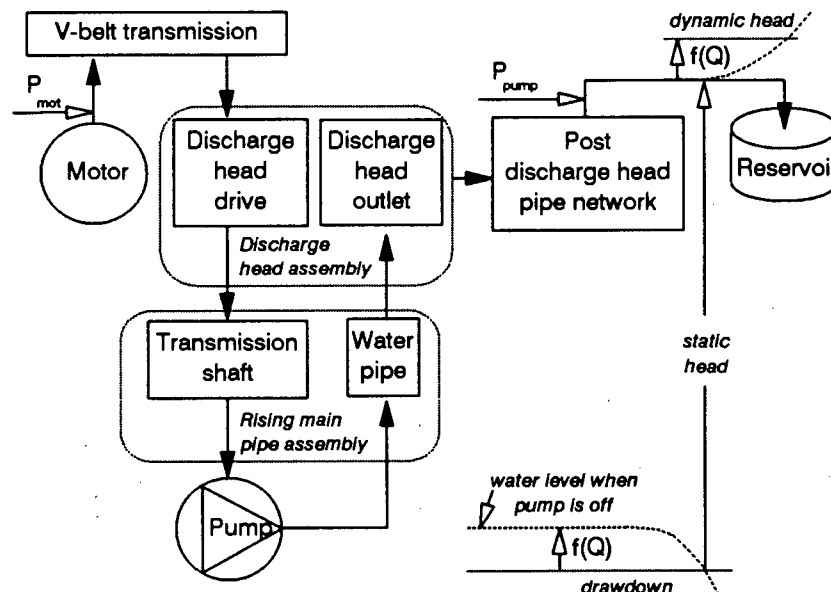 V-belt transmission
dynamic head
f(Q)
P
mot
P
pump
Motor
Discharge
head
drive
Discharge
head
outlet
Post
discharge head
pipe network
Reservoi
Discharge
head assembly
Transmission
shaft
Water
pipe
static
head
Rising main
pipe assembly
Pump
water level when
pump is off
f(Q)
drawdown